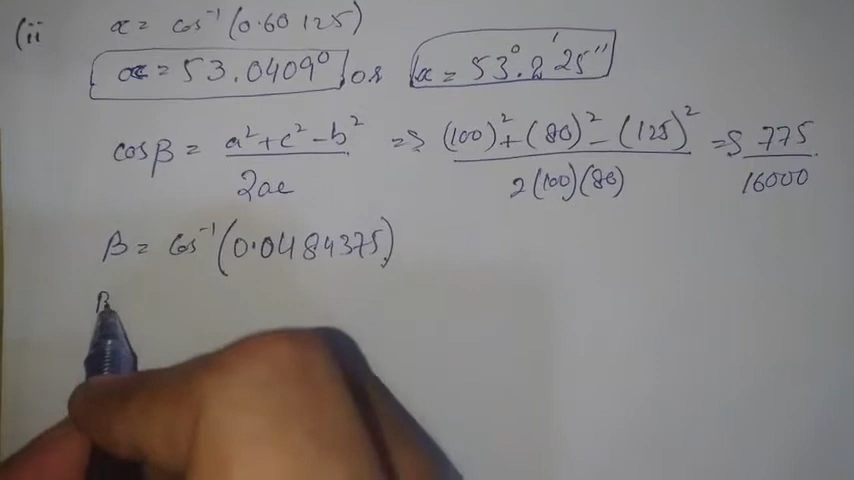 (ii α = cos⁻¹(0.60125)
α = 53.0409° or α = 53°.2'25"
cosβ = a²+c²-b² / 2ac => (100)²+(80)²-(125)² / 2(100)(80) => 775 / 16000
β = cos⁻¹(0.0484375)
β